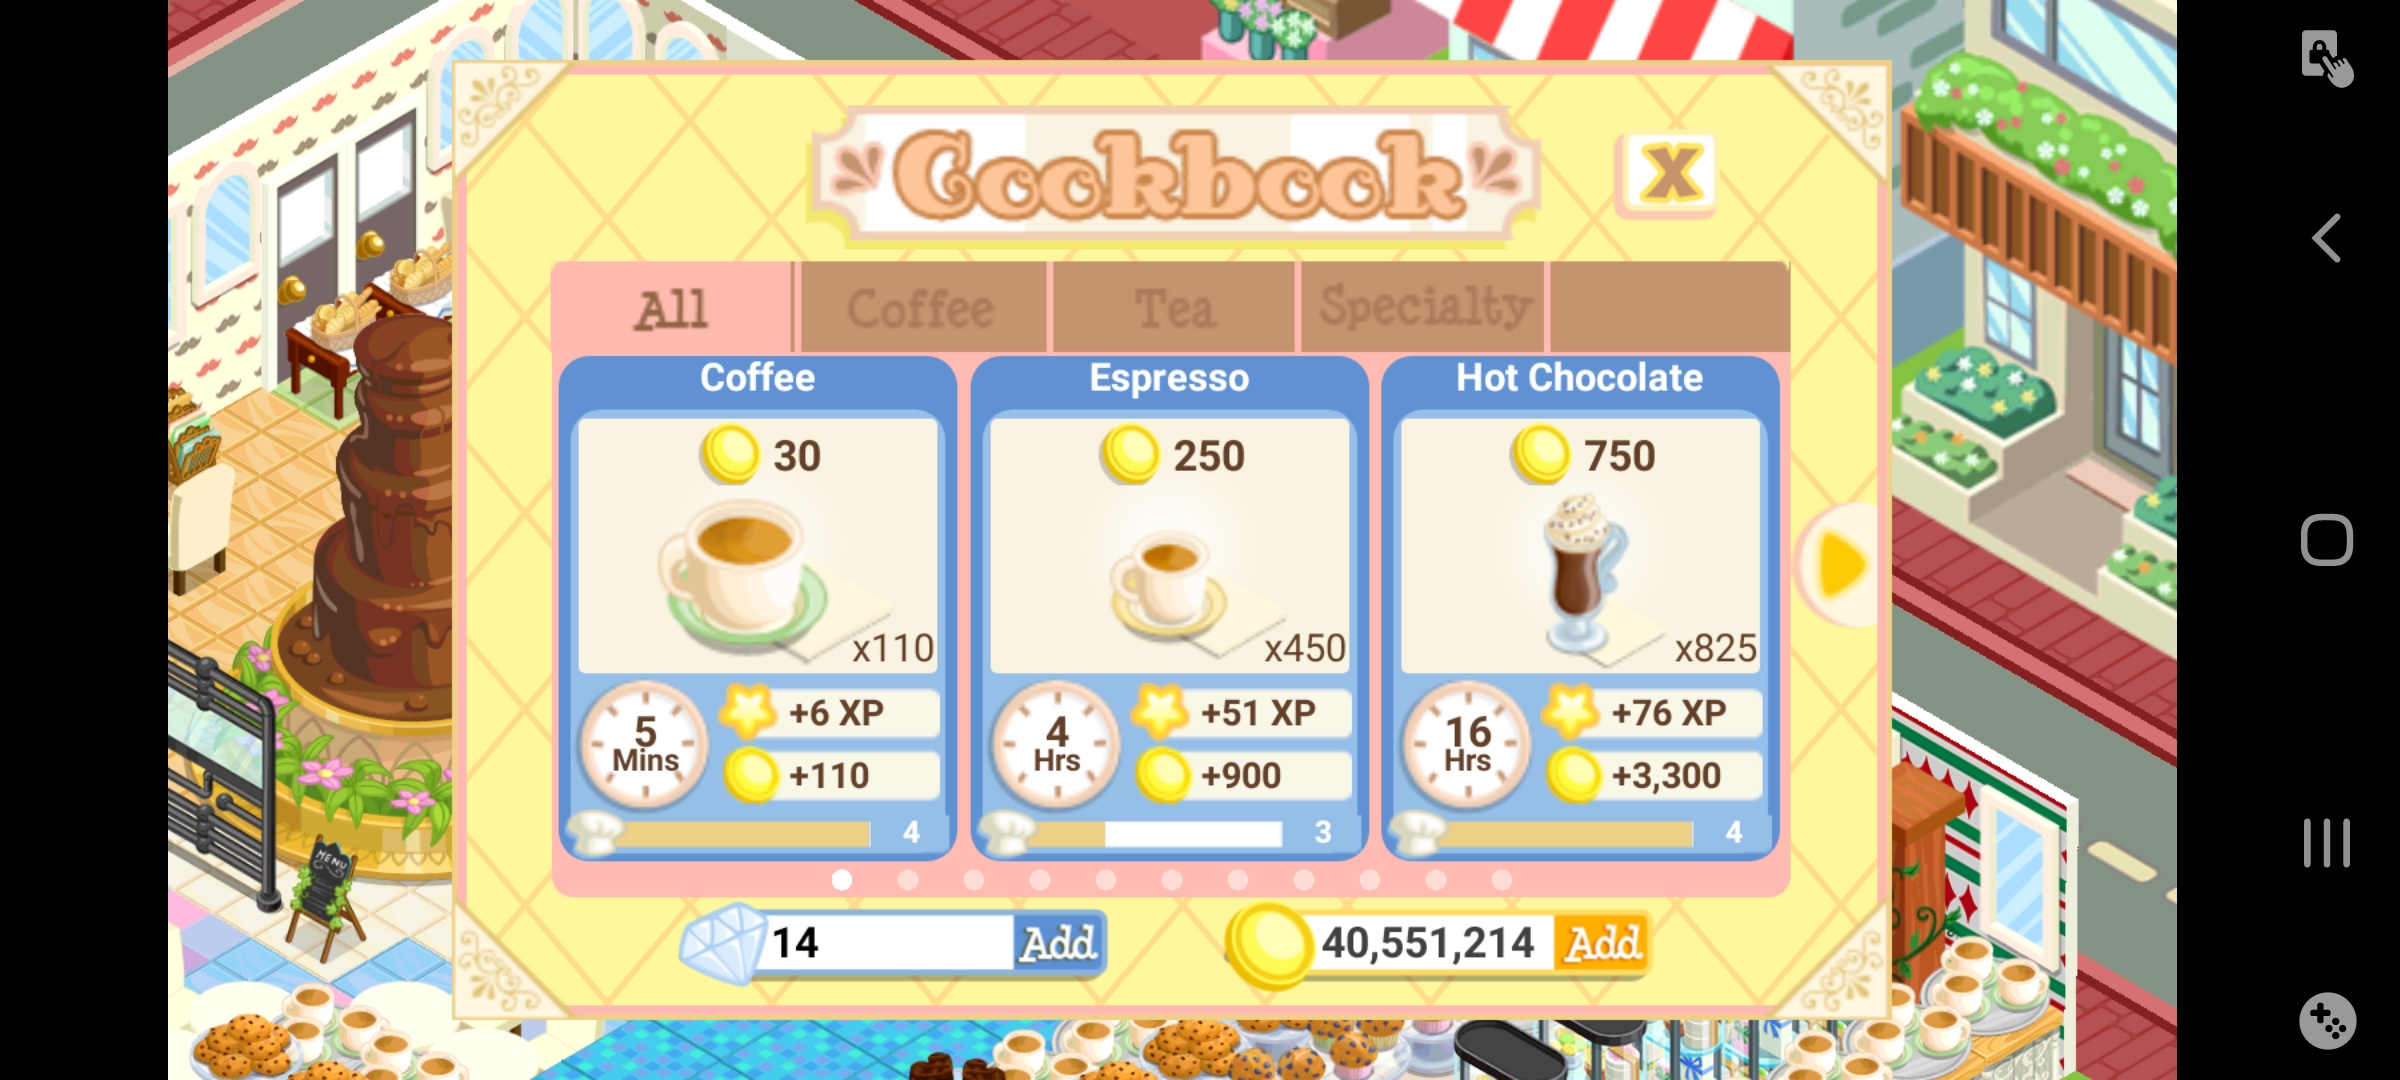 Cookbook
X
All
Coffee
Tea
Specialty
Coffee
30
x110
5
Mins
+6 XP
+110
4
Espresso
250
x450
4
Hrs
+51 XP
+900
3
Hot Chocolate
750
x825
16
Hrs
+76 XP
+3,300
4
MENU
14
Add
40,551,214
Add